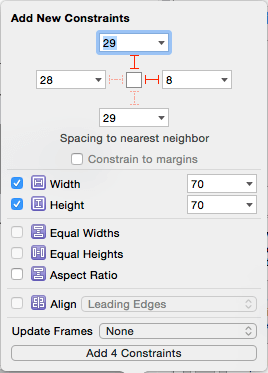 Add New Constraints
29
28 8
29
Spacing to nearest neighbor
Constrain to margins
Width 70
Height 70
Equal Widths
Equal Heights
Aspect Ratio
Align Leading Edges
Update Frames None
Add 4 Constraints